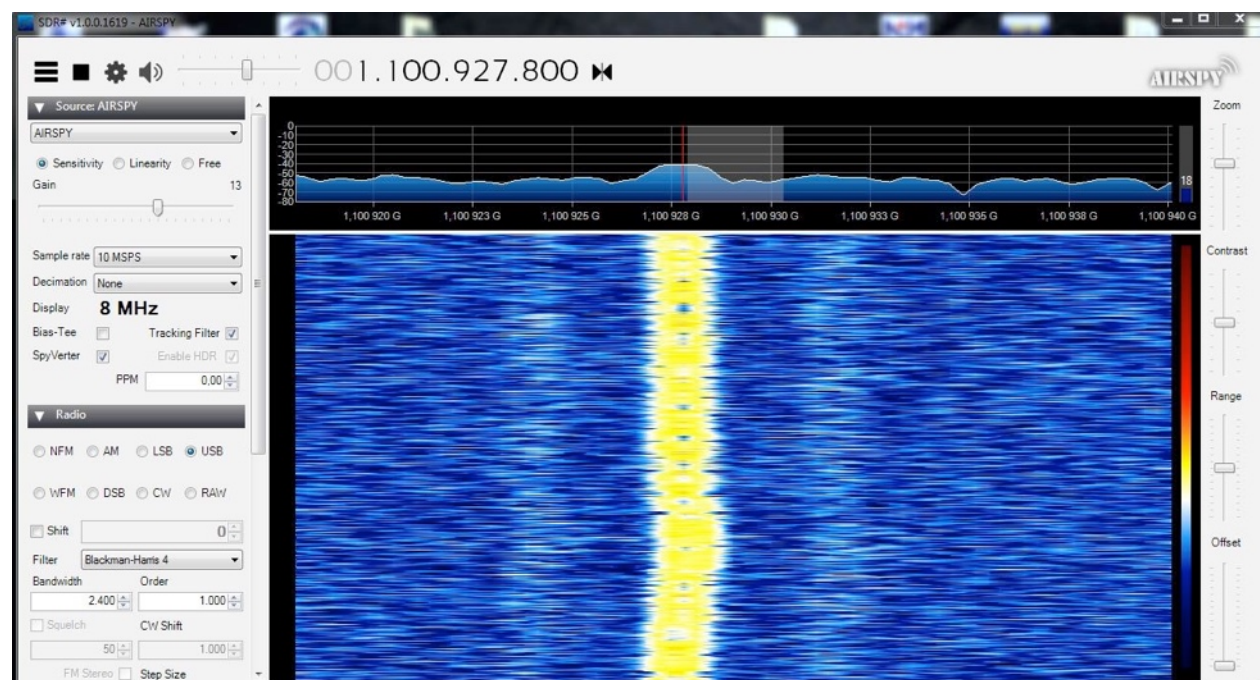 SDR# v1.0.0.1619 - AIRSPY
001.100.927.800
AIRSPY
Source: AIRSPY
AIRSPY
Sensitivity Linearity Free
Gain 13
Sample rate 10 MSPS
Decimation None
Display 8 MHz
Bias-Tee Tracking Filter
SpyVerter Enable HDR
PPM 0,00
Radio
NFM AM LSB USB
WFM DSB CW RAW
Shift 0
Filter Blackman-Harris 4
Bandwidth Order
2.400 1.000
Squelch CW Shift
50 1.000
FM Stereo Step Size
0
-10
-20
-30
-40
-50
-60
-70
-80
18
1,100 920 G 1,100 923 G 1,100 925 G 1,100 928 G 1,100 930 G 1,100 933 G 1,100 935 G 1,100 938 G 1,100 940 G
Zoom
Contrast
Range
Offset